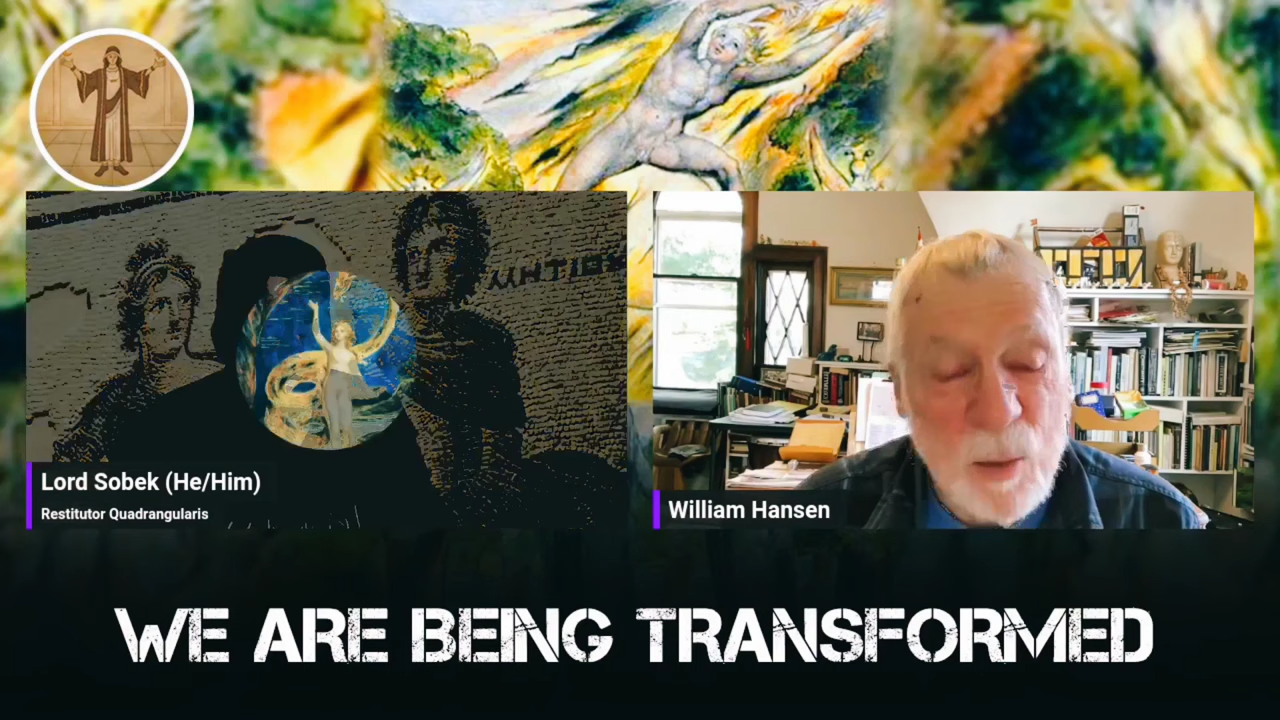 Lord Sobek (He/Him)
Restitutor Quadrangularis
William Hansen
WE ARE BEING TRANSFORMED